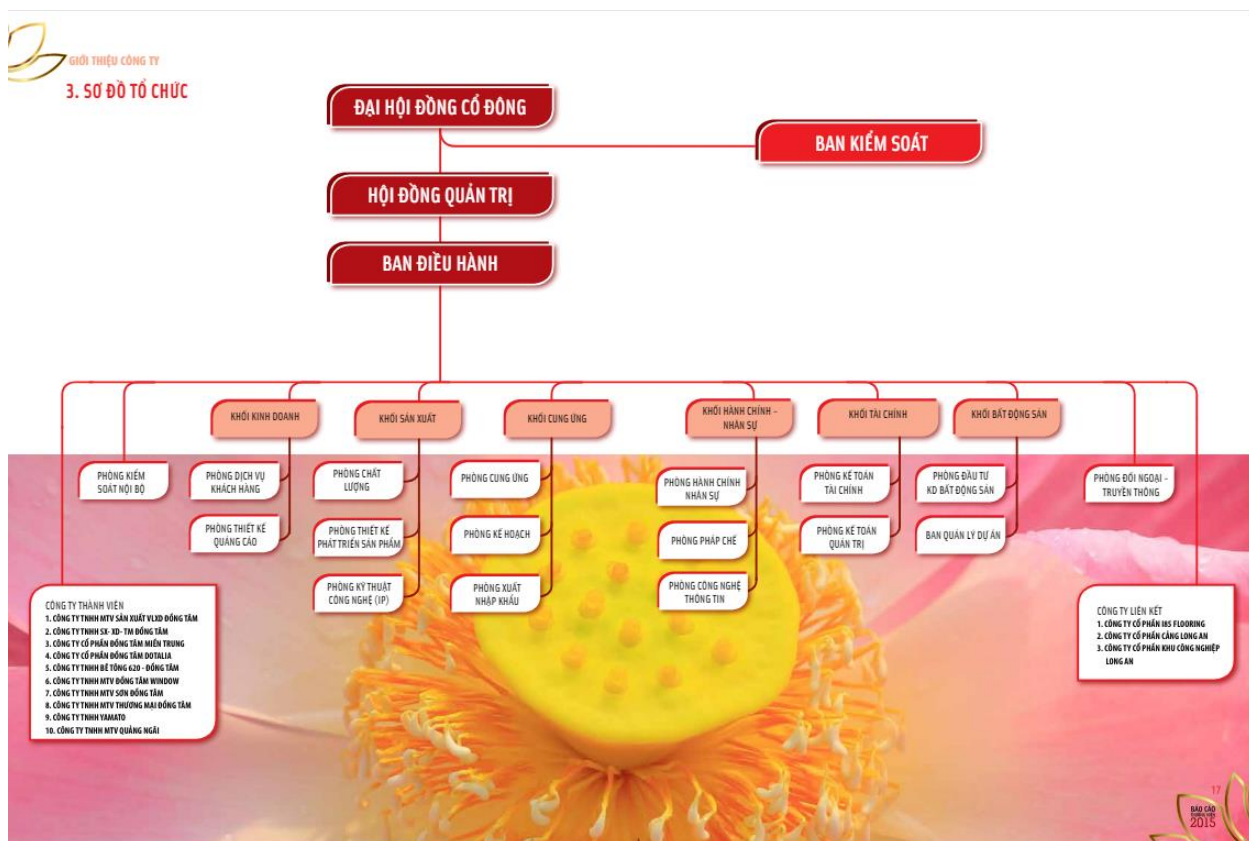 GIỚI THIỆU CÔNG TY
3. SƠ ĐỒ TỔ CHỨC
ĐẠI HỘI ĐỒNG CỔ ĐÔNG
BAN KIỂM SOÁT
HỘI ĐỒNG QUẢN TRỊ
BAN ĐIỀU HÀNH
KHỐI KINH DOANH
KHỐI SẢN XUẤT
KHỐI CUNG ỨNG
KHỐI HÀNH CHÍNH –
NHÂN SỰ
KHỐI TÀI CHÍNH
KHỐI BẤT ĐỘNG SẢN
PHÒNG KIỂM
SOÁT NỘI BỘ
PHÒNG DỊCH VỤ
KHÁCH HÀNG
PHÒNG THIẾT KẾ
QUẢNG CÁO
PHÒNG CHẤT
LƯỢNG
PHÒNG THIẾT KẾ
PHÁT TRIỂN SẢN PHẨM
PHÒNG KỸ THUẬT
CÔNG NGHỆ (IP)
PHÒNG CUNG ỨNG
PHÒNG KẾ HOẠCH
PHÒNG XUẤT
NHẬP KHẨU
PHÒNG HÀNH CHÍNH
NHÂN SỰ
PHÒNG PHÁP CHẾ
PHÒNG CÔNG NGHỆ
THÔNG TIN
PHÒNG KẾ TOÁN
TÀI CHÍNH
PHÒNG KẾ TOÁN
QUẢN TRỊ
PHÒNG ĐẦU TƯ
KD BẤT ĐỘNG SẢN
BAN QUẢN LÝ DỰ ÁN
PHÒNG ĐỐI NGOẠI –
TRUYỀN THÔNG
CÔNG TY THÀNH VIÊN
1. CÔNG TY TNHH MTV SẢN XUẤT VLXD ĐỒNG TÂM
2. CÔNG TY TNHH SX- XD- TM ĐỒNG TÂM
3. CÔNG TY CỔ PHẦN ĐỒNG TÂM MIỀN TRUNG
4. CÔNG TY CỔ PHẦN ĐỒNG TÂM DOTALIA
5. CÔNG TY TNHH BÊ TÔNG 620 - ĐỒNG TÂM
6. CÔNG TY TNHH MTV ĐỒNG TÂM WINDOW
7. CÔNG TY TNHH MTV SƠN ĐỒNG TÂM
8. CÔNG TY TNHH MTV THƯƠNG MẠI ĐỒNG TÂM
9. CÔNG TY TNHH YAMATO
10. CÔNG TY TNHH MTV QUẢNG NGÃI
CÔNG TY LIÊN KẾT
1. CÔNG TY CỔ PHẦN I85 FLOORING
2. CÔNG TY CỔ PHẦN CẢNG LONG AN
3. CÔNG TY CỔ PHẦN KHU CÔNG NGHIỆP
LONG AN
17
BÁO CÁO
THƯỜNG NIÊN
2015